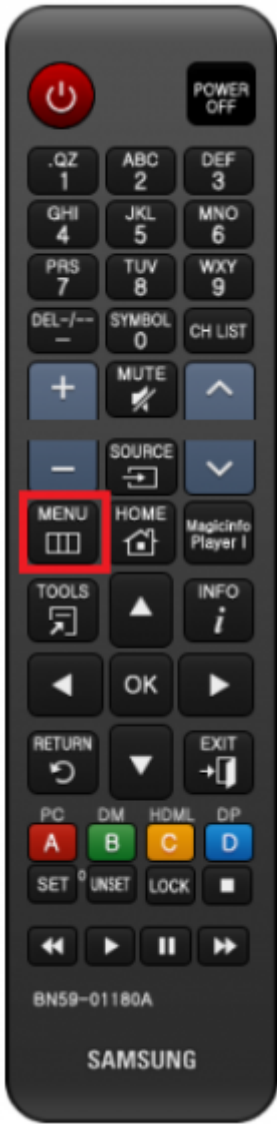 POWER
OFF
.QZ ABC DEF
1 2 3
GHI JKL MNO
4 5 6
PRS TUV WXY
7 8 9
DEL-/-- SYMBOL CH LIST
– 0
+ MUTE
– SOURCE
MENU HOME Magicinfo
Player I
TOOLS INFO
i
OK
RETURN EXIT
PC DM HDML DP
A B C D
SET UNSET LOCK
BN59-01180A
SAMSUNG